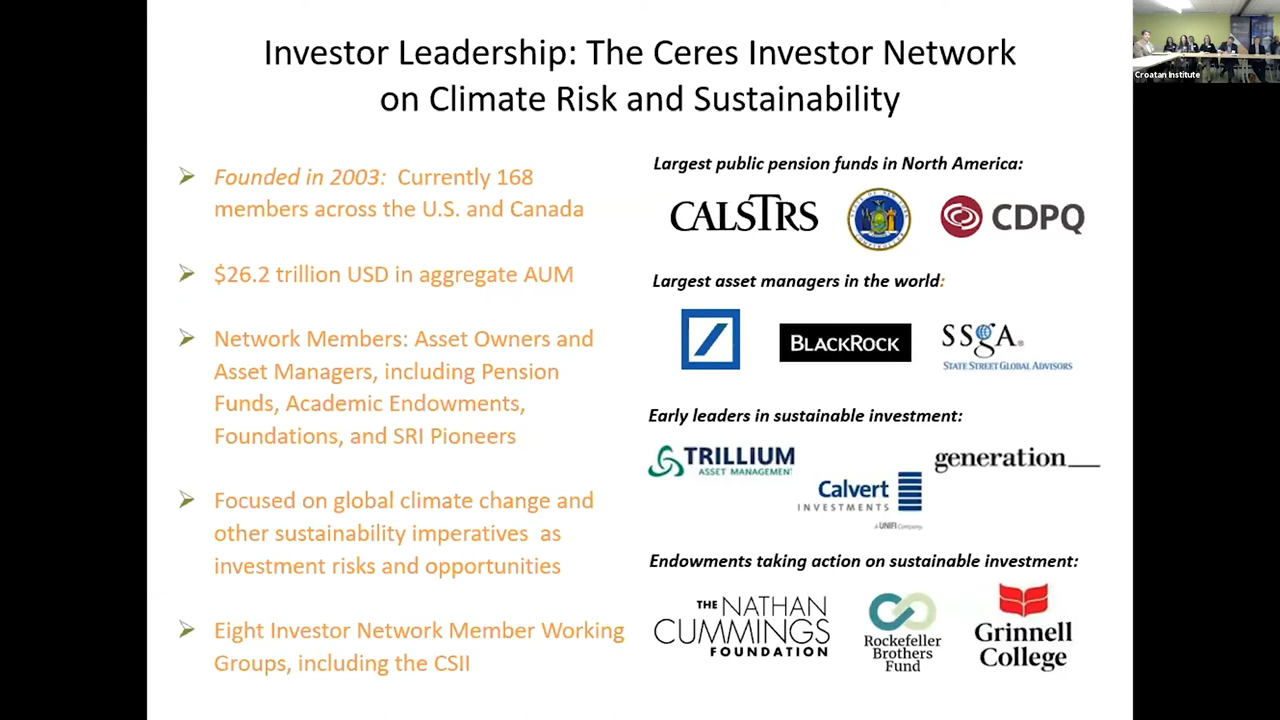 Investor Leadership: The Ceres Investor Network
on Climate Risk and Sustainability
Croatan Institute
Founded in 2003: Currently 168
members across the U.S. and Canada
$26.2 trillion USD in aggregate AUM
Network Members: Asset Owners and
Asset Managers, including Pension
Funds, Academic Endowments,
Foundations, and SRI Pioneers
Focused on global climate change and
other sustainability imperatives as
investment risks and opportunities
Eight Investor Network Member Working
Groups, including the CSII
Largest public pension funds in North America:
CALSTRS
CDPQ
Largest asset managers in the world:
BLACKROCK
SSgA®
STATE STREET GLOBAL ADVISORS
Early leaders in sustainable investment:
TRILLIUM
ASSET MANAGEMENT
generation__
Calvert
INVESTMENTS
A UNIFI Company
Endowments taking action on sustainable investment:
THE NATHAN
CUMMINGS
FOUNDATION
Rockefeller
Brothers
Fund
Grinnell
College